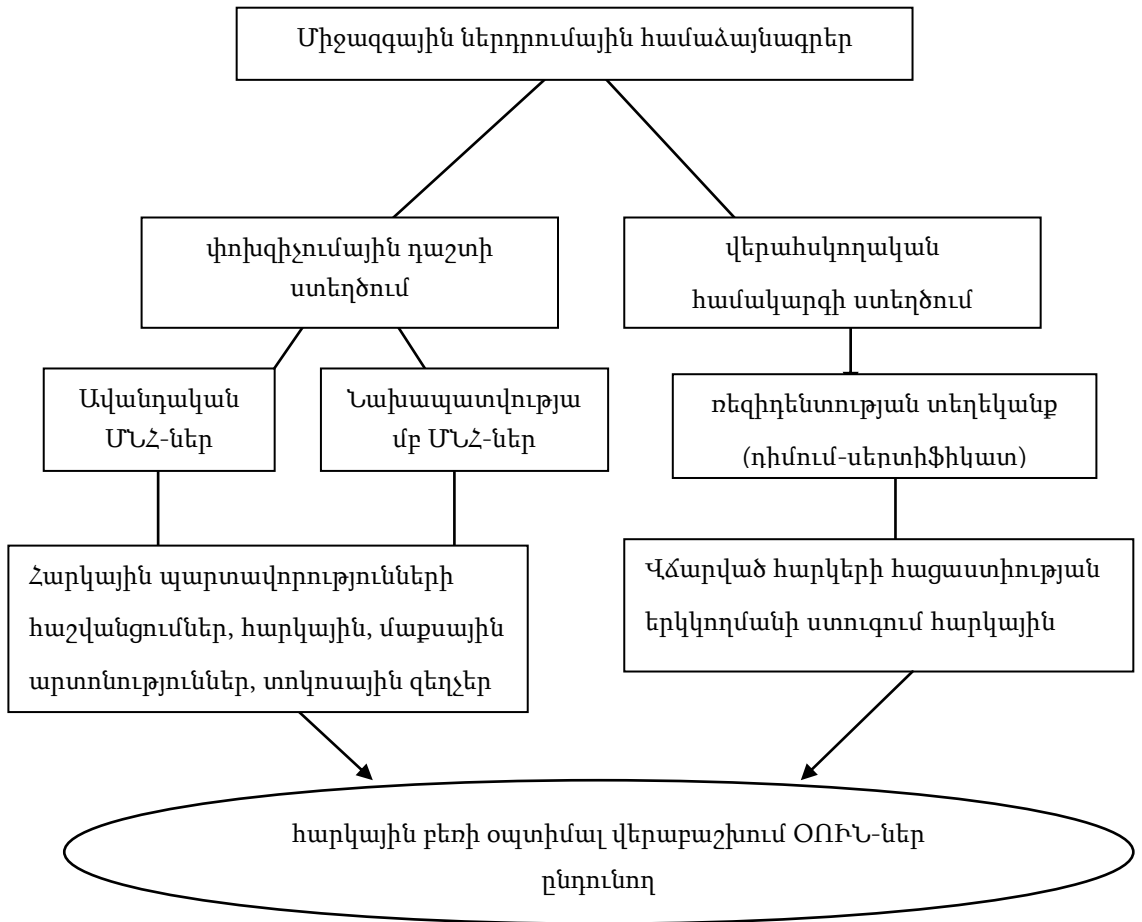 Միջազգային ներդրումային համաձայնագրեր
փոխզիչումային դաշտի
ստեղծում
վերահսկողական
համակարգի ստեղծում
Ավանդական
ՄՆՀ-ներ
Նախապատվությա
մբ ՄՆՀ-ներ
ռեզիդենտության տեղեկանք
(դիմում-սերտիֆիկատ)
Հարկային պարտավորությունների
հաշվանցումներ, հարկային, մաքսային
արտոնություններ, տոկոսային զեղչեր
Վճարված հարկերի հավաստիության
երկկողմանի ստուգում հարկային
հարկային բեռի օպտիմալ վերաբաշխում ՕՈՒՆ-ներ
ընդունող